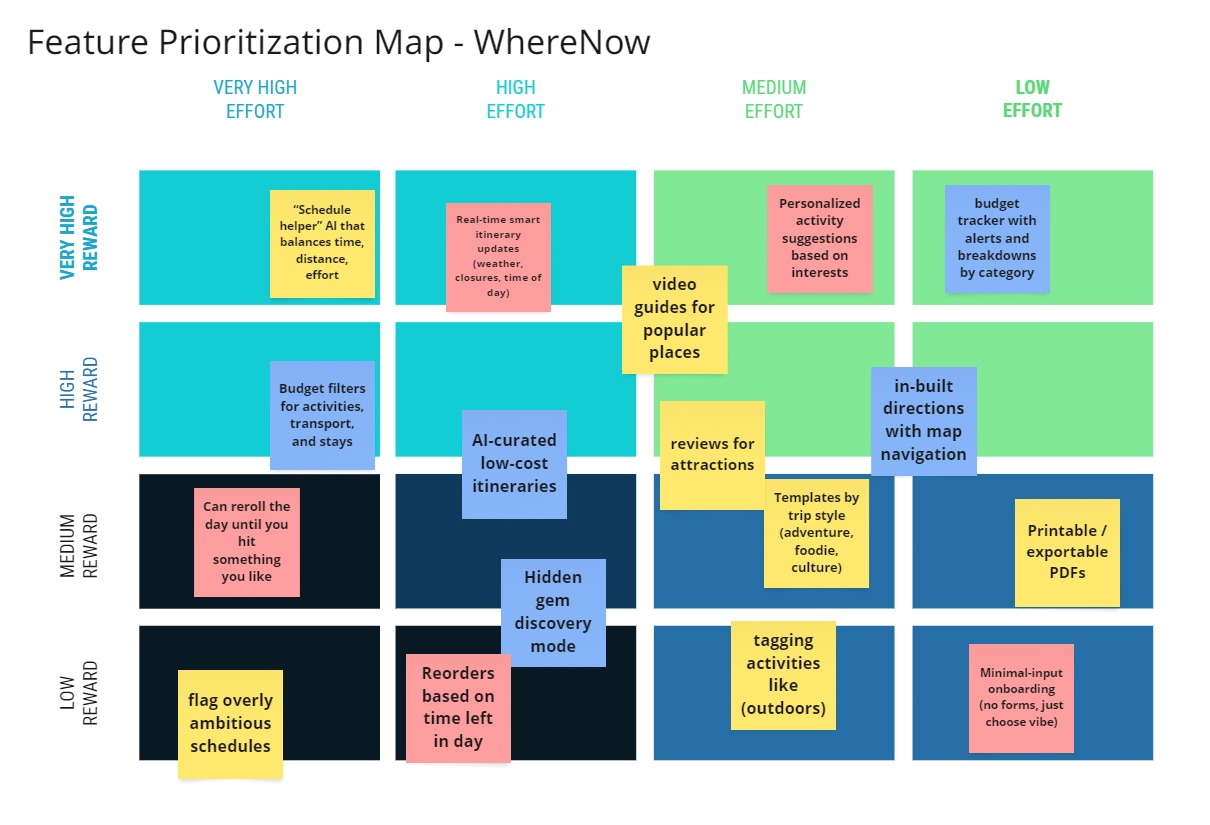 Feature Prioritization Map - WhereNow
VERY HIGH
EFFORT
HIGH
EFFORT
MEDIUM
EFFORT
LOW
EFFORT
VERY HIGH
REWARD
“Schedule
helper” AI that
balances time,
distance,
effort
Real-time smart
itinerary
updates
(weather,
closures, time of
day)
video
guides for
popular
places
Personalized
activity
suggestions
based on
interests
budget
tracker with
alerts and
breakdowns
by category
HIGH
REWARD
Budget filters
for activities,
transport,
and stays
AI-curated
low-cost
itineraries
reviews for
attractions
in-built
directions
with map
navigation
MEDIUM
REWARD
Can reroll the
day until you
hit
something
you like
Hidden
gem
discovery
mode
Templates by
trip style
(adventure,
foodie,
culture)
Printable /
exportable
PDFs
LOW
REWARD
flag overly
ambitious
schedules
Reorders
based on
time left
in day
tagging
activities
like
(outdoors)
Minimal-input
onboarding
(no forms, just
choose vibe)